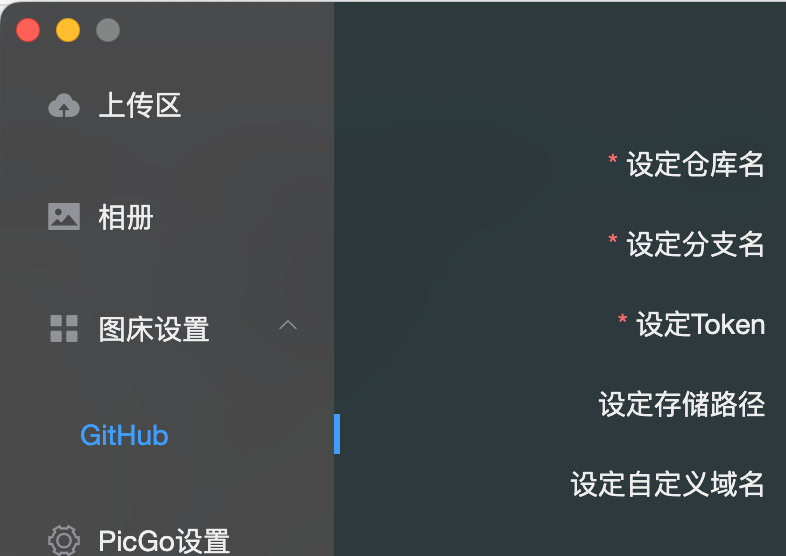 上传区
相册
图床设置
GitHub
PicGo设置
* 设定仓库名
* 设定分支名
* 设定Token
设定存储路径
设定自定义域名